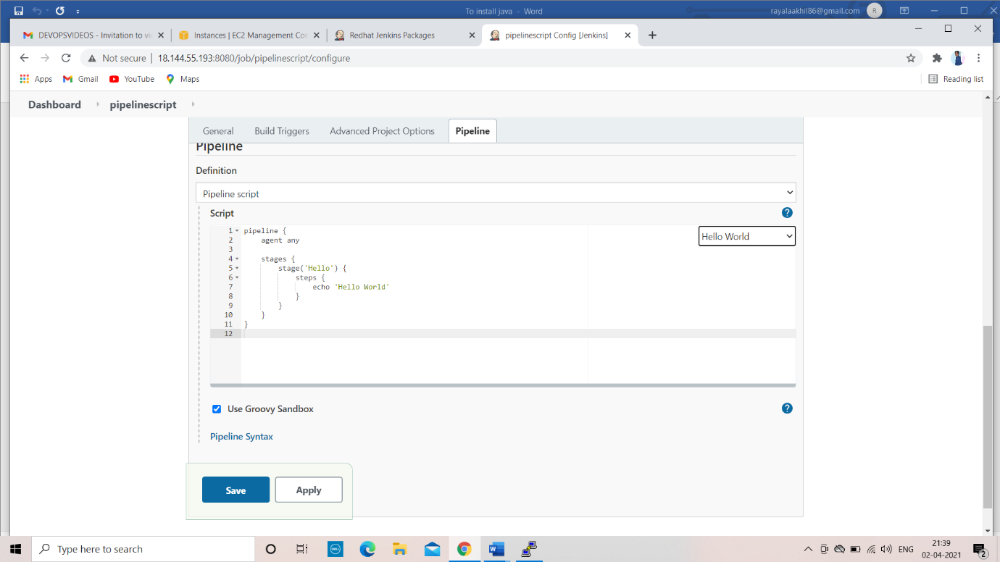 To install java - Word
rayalaakhil86@gmail.com
R
DEVOPSVIDEOS - Invitation to vi
Instances | EC2 Management Con
Redhat Jenkins Packages
pipelinescript Config [Jenkins]
Not secure | 18.144.55.193:8080/job/pipelinescript/configure
Apps
Gmail
YouTube
Maps
Reading list
Dashboard
pipelinescript
General
Build Triggers
Advanced Project Options
Pipeline
Pipeline
Definition
Pipeline script
Script
?
Hello World
1 pipeline {
2     agent any
3
4     stages {
5         stage('Hello') {
6             steps {
7                 echo 'Hello World'
8             }
9         }
10     }
11 }
12
Use Groovy Sandbox
?
Pipeline Syntax
Save
Apply
Type here to search
DELL
W
ENG
21:39
02-04-2021
2